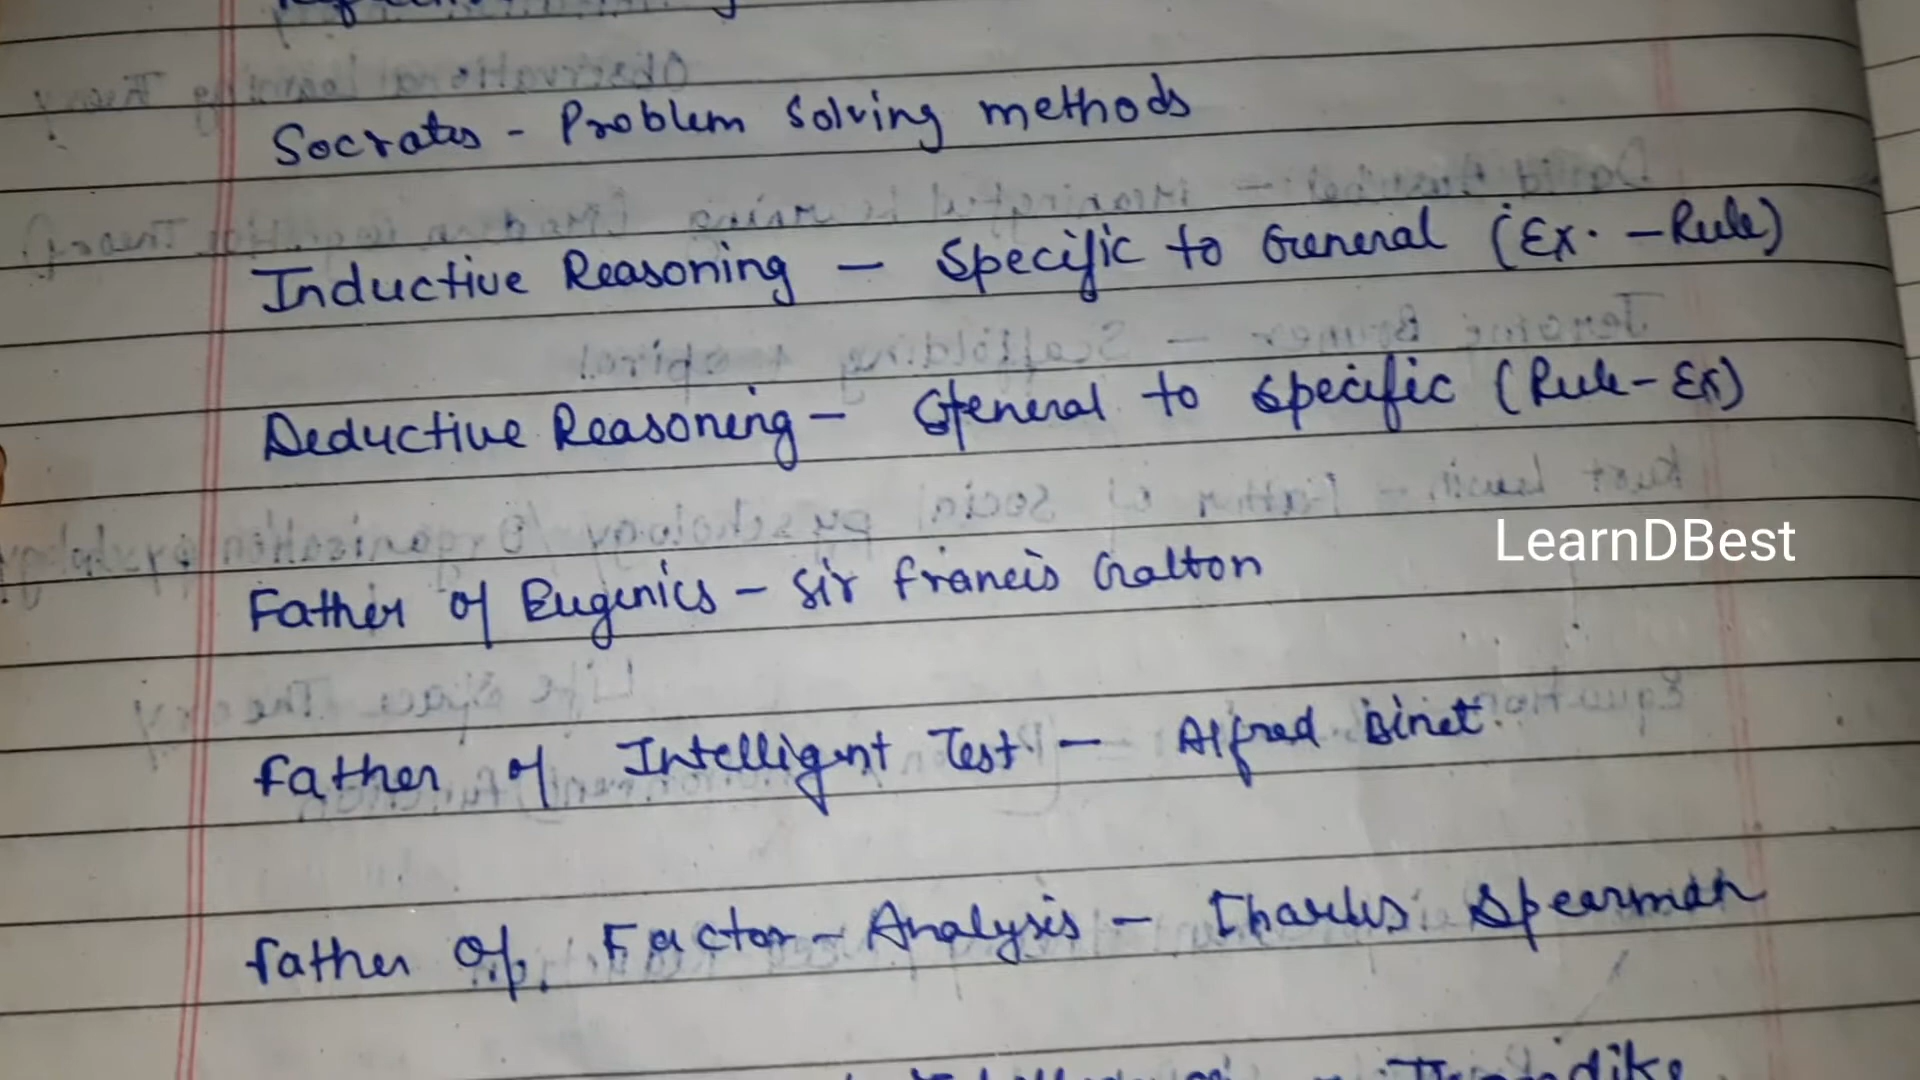 Socrates - Problem Solving methods
Inductive Reasoning - Specific to General (Ex. - Rule)
Deductive Reasoning - General to Specific (Rule - Ex)
LearnDBest
Father of Eugenics - Sir Francis Galton
Father of Intelligent Test - Alfred Binet.
Father of Factor - Analysis - Charles Spearman